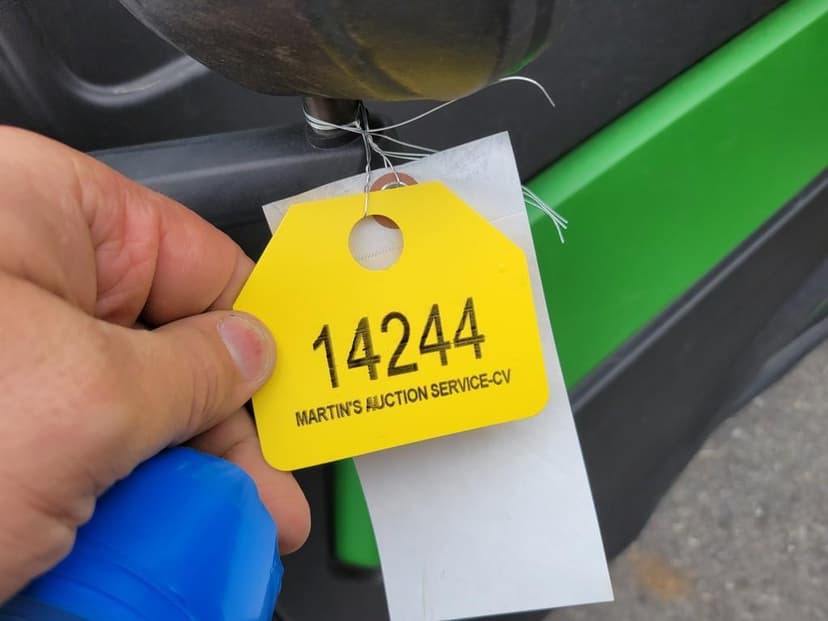 14244
MARTIN'S AUCTION SERVICE-CV